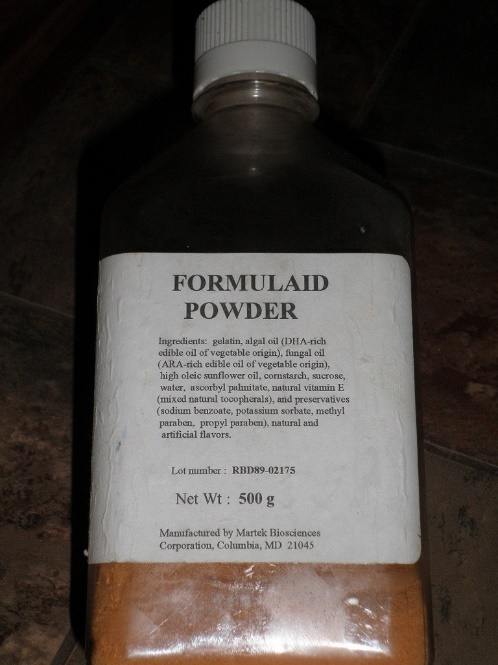 FORMULAID
POWDER
Ingredients: gelatin, algal oil (DHA-rich
edible oil of vegetable origin), fungal oil
(ARA-rich edible oil of vegetable origin),
high oleic sunflower oil, cornstarch, sucrose,
water, ascorbyl palmitate, natural vitamin E
(mixed natural tocopherals), and preservatives
(sodium benzoate, potassium sorbate, methyl
paraben, propyl paraben), natural and
artificial flavors.
Lot number : RBD89-02175
Net Wt : 500 g
Manufactured by Martek Biosciences
Corporation, Columbia, MD 21045